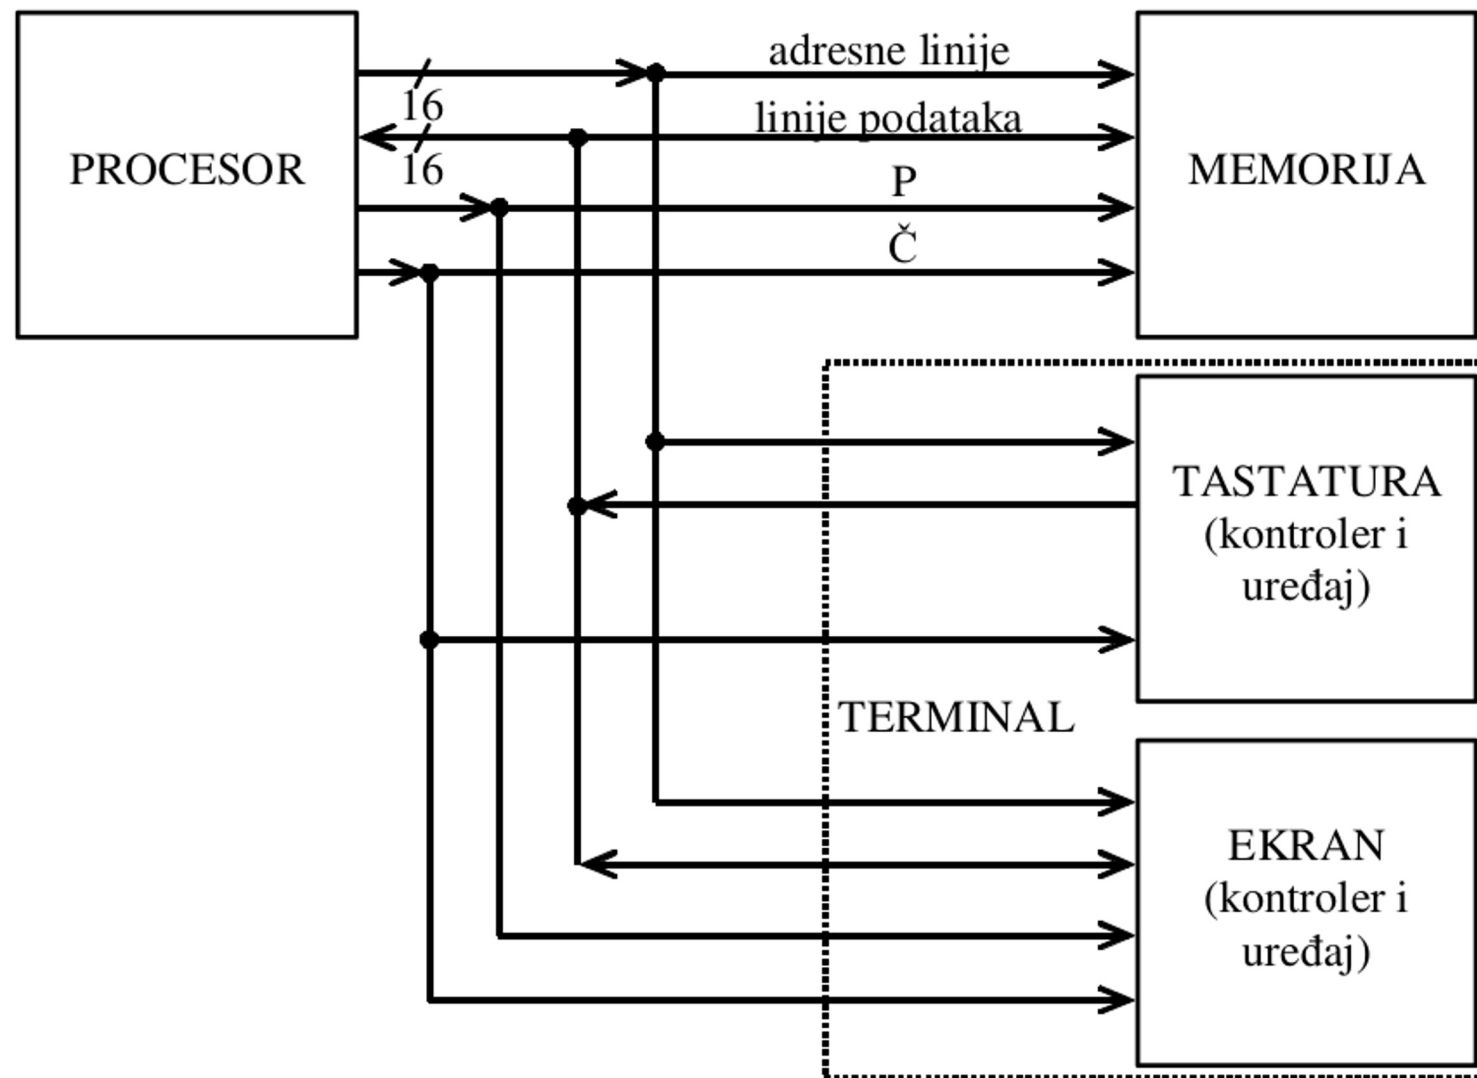 adresne linije
16
linije podataka
16
PROCESOR
P
MEMORIJA
Č
TASTATURA
(kontroler i
uređaj)
TERMINAL
EKRAN
(kontroler i
uređaj)